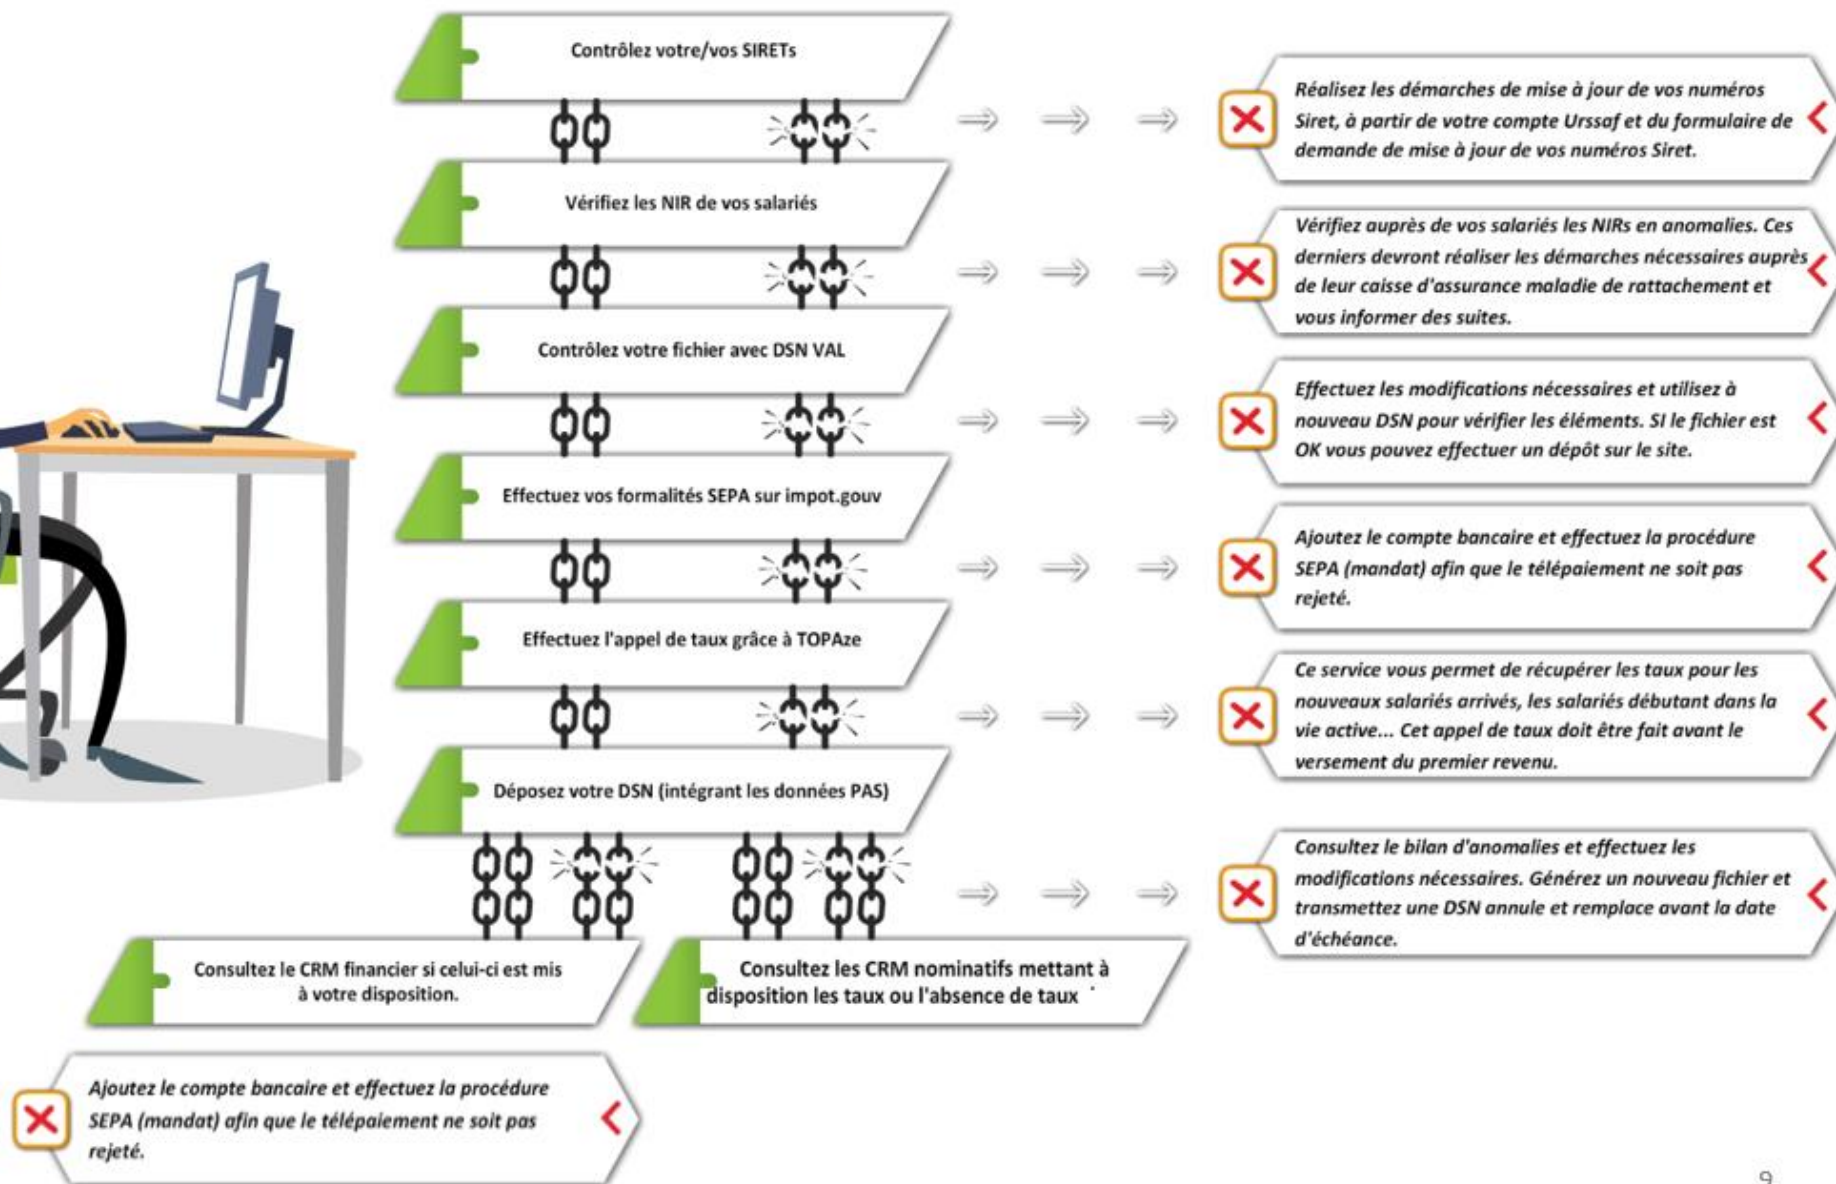 Contrôlez votre/vos SIRETs
Réalisez les démarches de mise à jour de vos numéros
Siret, à partir de votre compte Urssaf et du formulaire de
demande de mise à jour de vos numéros Siret.
Vérifiez les NIR de vos salariés
Vérifiez auprès de vos salariés les NIRs en anomalies. Ces
derniers devront réaliser les démarches nécessaires auprès
de leur caisse d'assurance maladie de rattachement et
vous informer des suites.
Contrôlez votre fichier avec DSN VAL
Effectuez les modifications nécessaires et utilisez à
nouveau DSN pour vérifier les éléments. SI le fichier est
OK vous pouvez effectuer un dépôt sur le site.
Effectuez vos formalités SEPA sur impot.gouv
Ajoutez le compte bancaire et effectuez la procédure
SEPA (mandat) afin que le télépaiement ne soit pas
rejeté.
Effectuez l'appel de taux grâce à TOPAze
Ce service vous permet de récupérer les taux pour les
nouveaux salariés arrivés, les salariés débutant dans la
vie active... Cet appel de taux doit être fait avant le
versement du premier revenu.
Déposez votre DSN (intégrant les données PAS)
Consultez le bilan d'anomalies et effectuez les
modifications nécessaires. Générez un nouveau fichier et
transmettez une DSN annule et remplace avant la date
d'échéance.
Consultez le CRM financier si celui-ci est mis
à votre disposition.
Consultez les CRM nominatifs mettant à
disposition les taux ou l'absence de taux
Ajoutez le compte bancaire et effectuez la procédure
SEPA (mandat) afin que le télépaiement ne soit pas
rejeté.
9